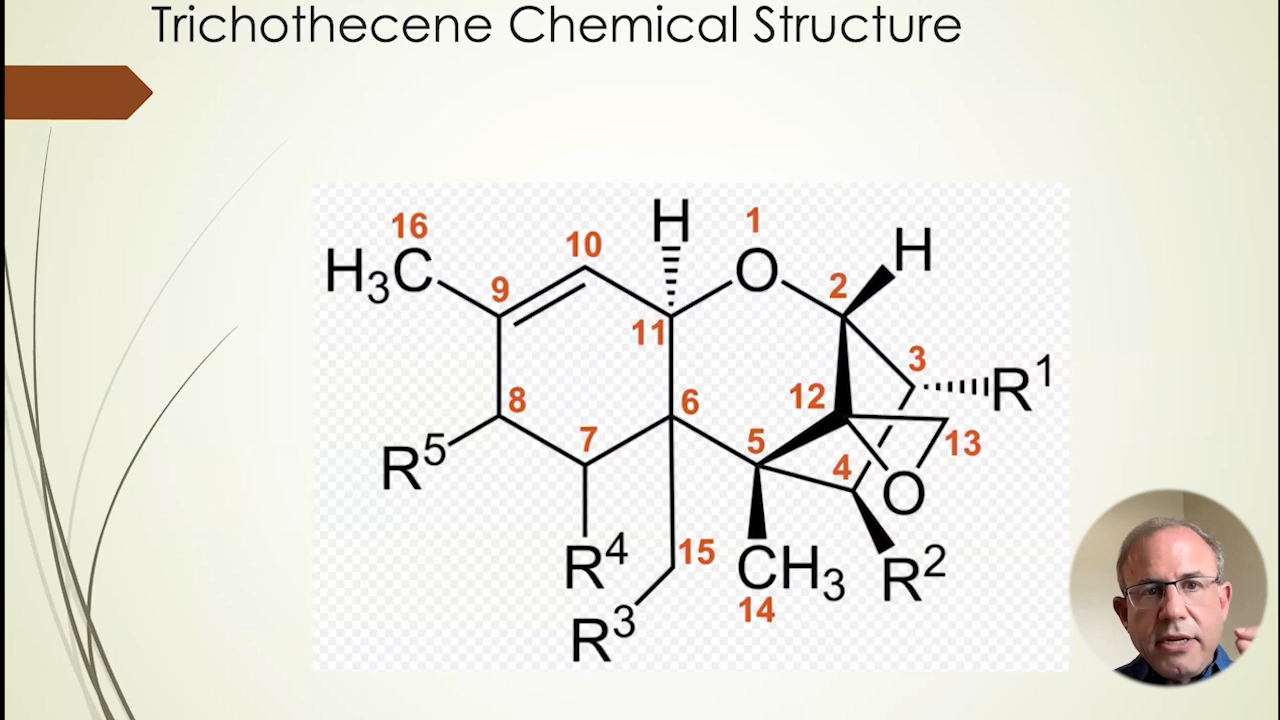 Trichothecene Chemical Structure
H 1
16 10 H
H3C 9 O 2
11 3 R1
8 6 12
7 5 4 13
R5 O
R4 15 CH3 R2
R3 14